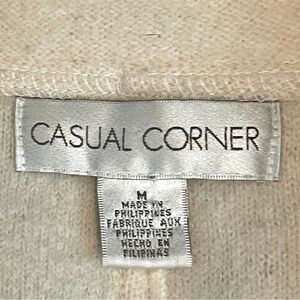 CASUAL CORNER
M
MADE IN
PHILIPPINES
FABRIQUE AUX
PHILIPPINES
HECHO EN
FILIPINAS